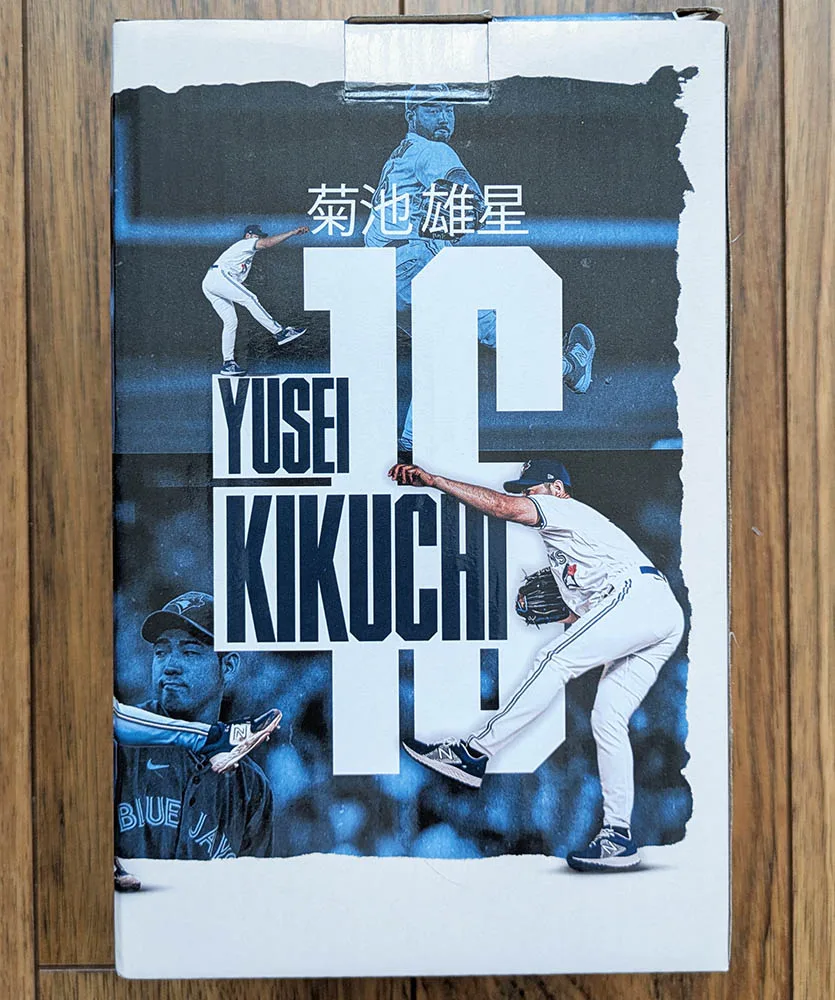 菊池 雄星
16
YUSEI
KIKUCHI
BLUE JAYS